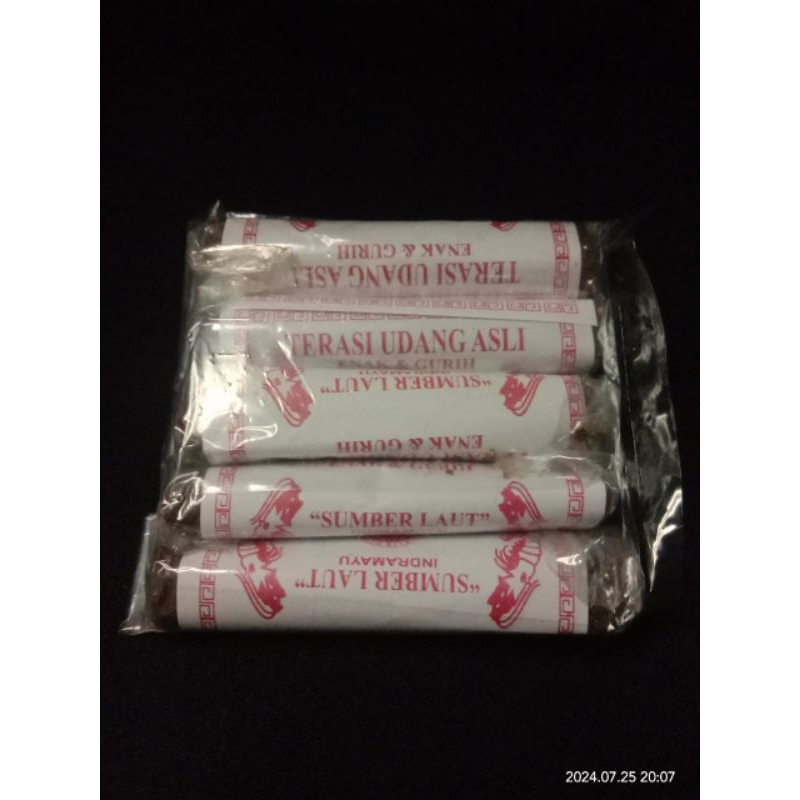 TERASI UDANG ASLI
ENAK & GURIH
TERASI UDANG ASLI
ENAK & GURIH
"SUMBER LAUT"
ENAK & GURIH
"SUMBER LAUT"
"SUMBER LAUT"
INDRAMAYU
2024.07.25 20:07